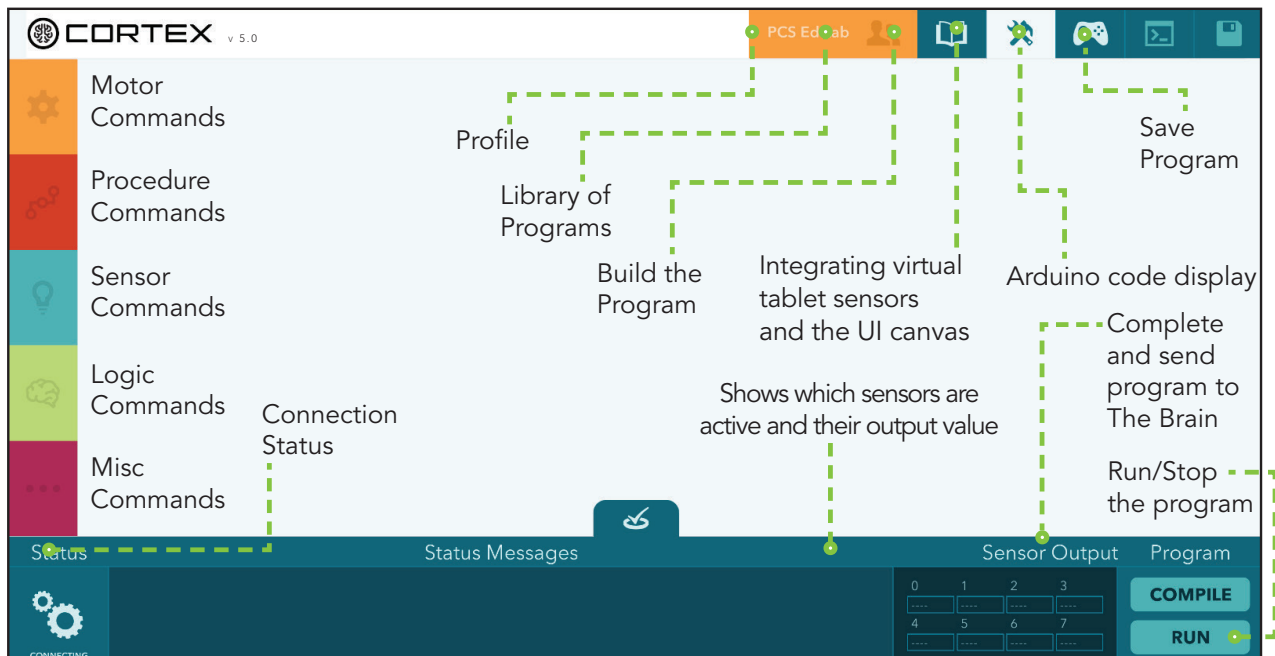 CORTEX v 5.0
PCS Edulab
Motor
Commands
Procedure
Commands
Sensor
Commands
Logic
Commands
Misc
Commands
Connection
Status
Profile
Library of
Programs
Build the
Program
Integrating virtual
tablet sensors
and the UI canvas
Save
Program
Arduino code display
Shows which sensors are
active and their output value
Complete
and send
program to
The Brain
Run/Stop
the program
Status
Status Messages
Sensor Output
Program
CONNECTING
0 1 2 3
---- ---- ---- ----
4 5 6 7
---- ---- ---- ----
COMPILE
RUN